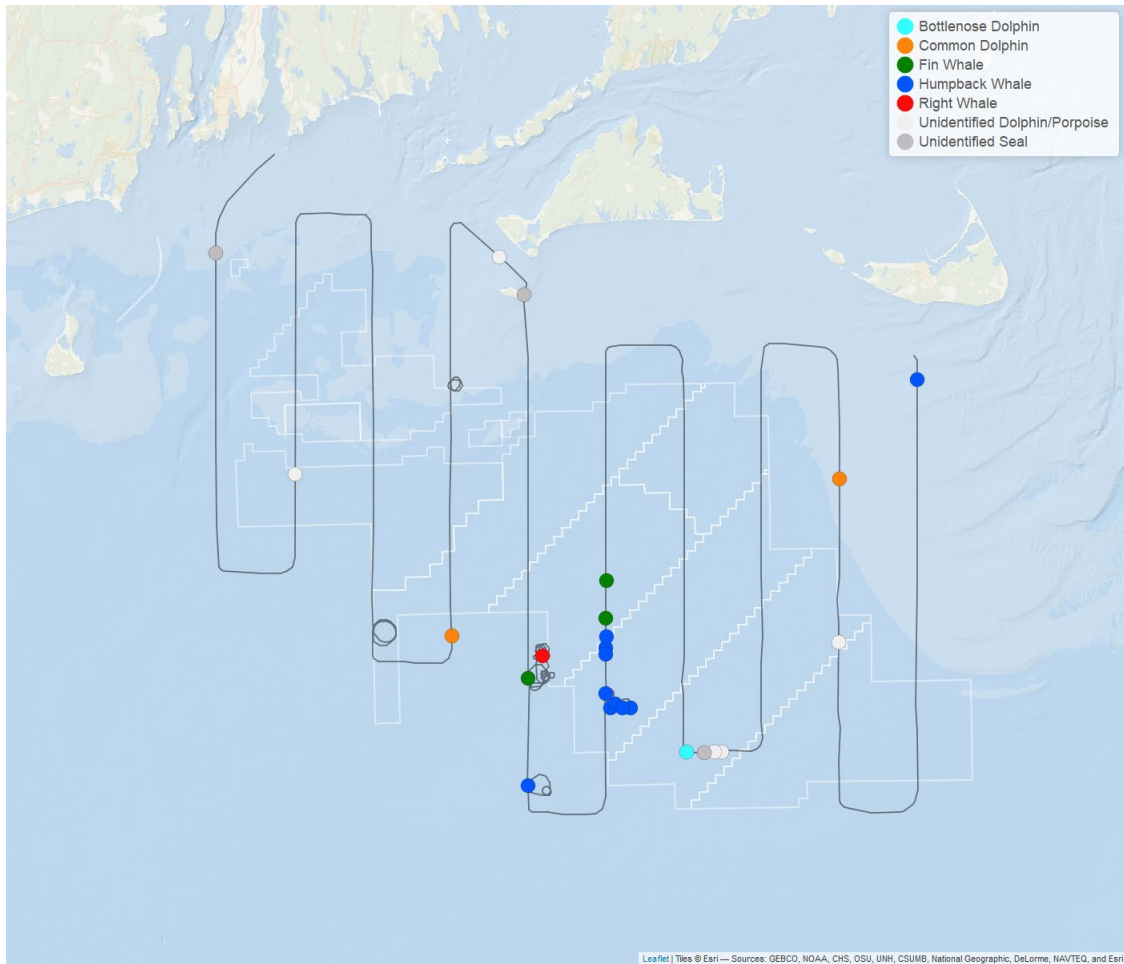 Bottlenose Dolphin
Common Dolphin
Fin Whale
Humpback Whale
Right Whale
Unidentified Dolphin/Porpoise
Unidentified Seal
Leaflet | Tiles © Esri — Sources: GEBCO, NOAA, CHS, OSU, UNH, CSUMB, National Geographic, DeLorme, NAVTEQ, and Esri